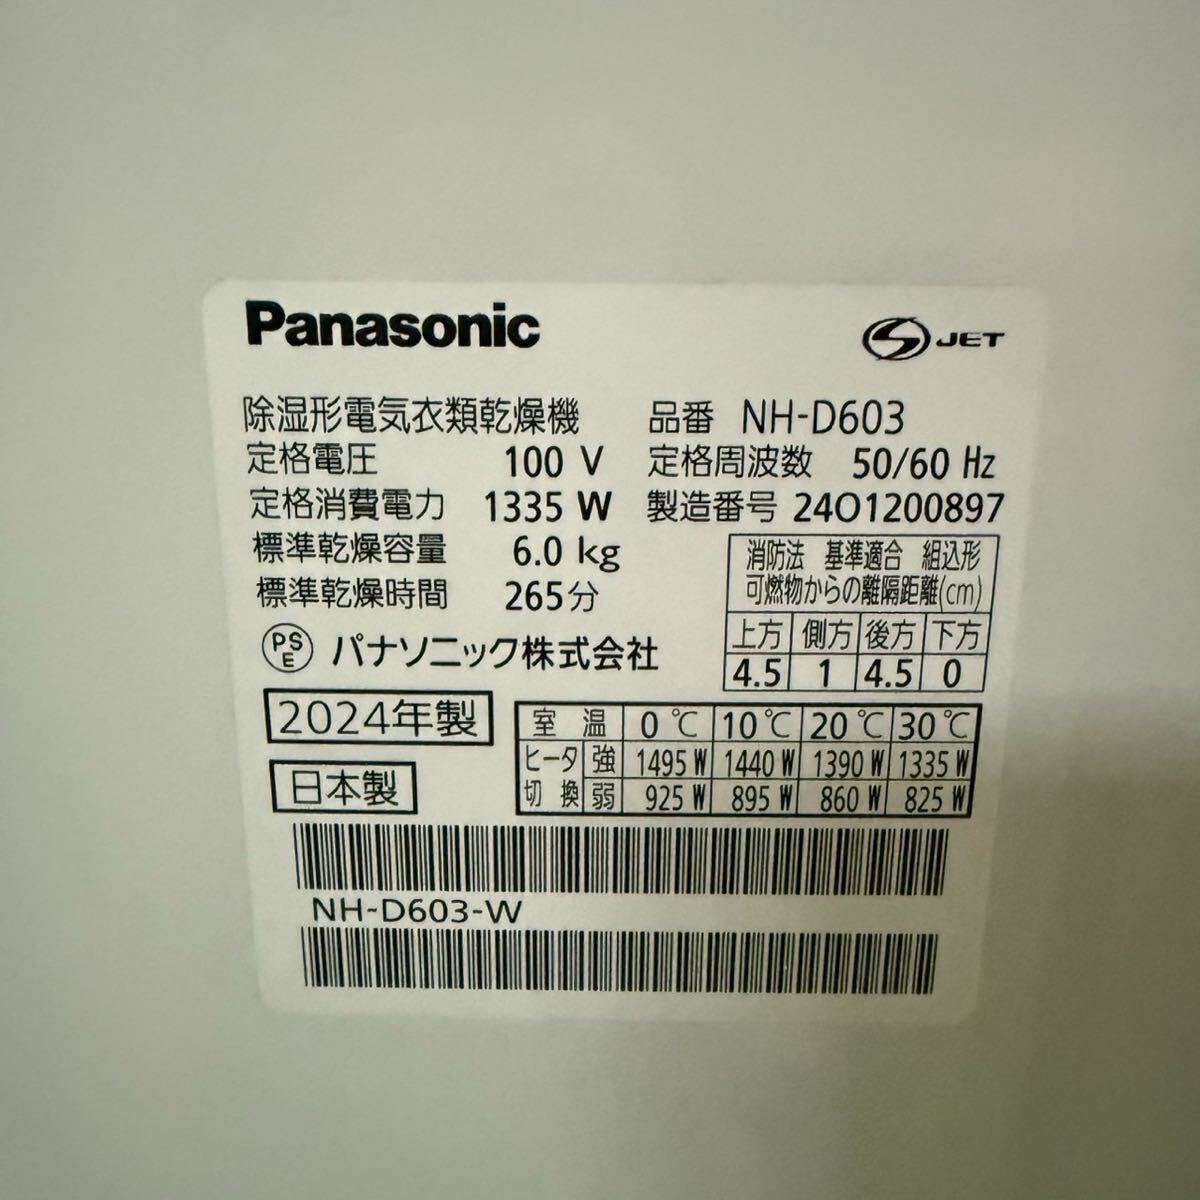 Panasonic
S JET
除湿形電気衣類乾燥機 品番 NH-D603
定格電圧 100 V 定格周波数 50/60 Hz
定格消費電力 1335 W 製造番号 24O1200897
標準乾燥容量 6.0 kg
標準乾燥時間 265分
消防法 基準適合 組込形
可燃物からの離隔距離(cm)
上方 側方 後方 下方
4.5 1 4.5 0
PSE パナソニック株式会社
2024年製
日本製
室 温 0℃ 10℃ 20℃ 30℃
ヒータ 強 1495 W 1440 W 1390 W 1335 W
切 換 弱 925 W 895 W 860 W 825 W
NH-D603-W